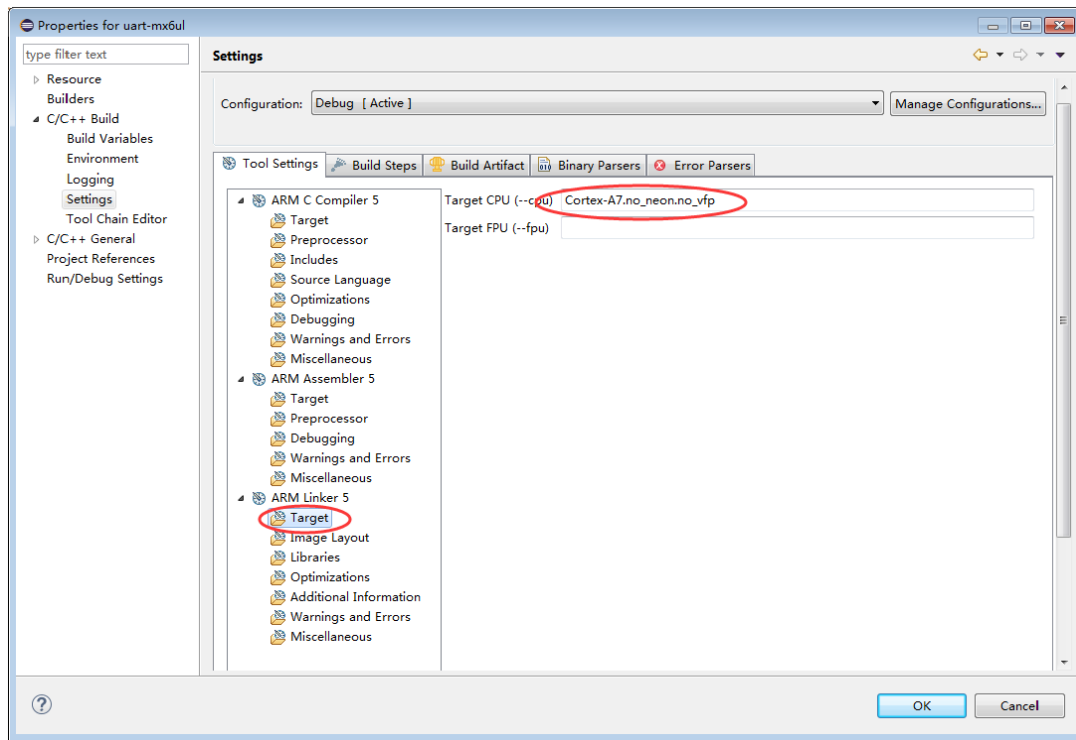 Properties for uart-mx6ul
type filter text
Resource
Builders
C/C++ Build
Build Variables
Environment
Logging
Settings
Tool Chain Editor
C/C++ General
Project References
Run/Debug Settings
Settings
Configuration: Debug [ Active ] Manage Configurations...
Tool Settings Build Steps Build Artifact Binary Parsers Error Parsers
ARM C Compiler 5
Target
Preprocessor
Includes
Source Language
Optimizations
Debugging
Warnings and Errors
Miscellaneous
ARM Assembler 5
Target
Preprocessor
Debugging
Warnings and Errors
Miscellaneous
ARM Linker 5
Target
Image Layout
Libraries
Optimizations
Additional Information
Warnings and Errors
Miscellaneous
Target CPU (--cpu) Cortex-A7.no_neon.no_vfp
Target FPU (--fpu)
? OK Cancel